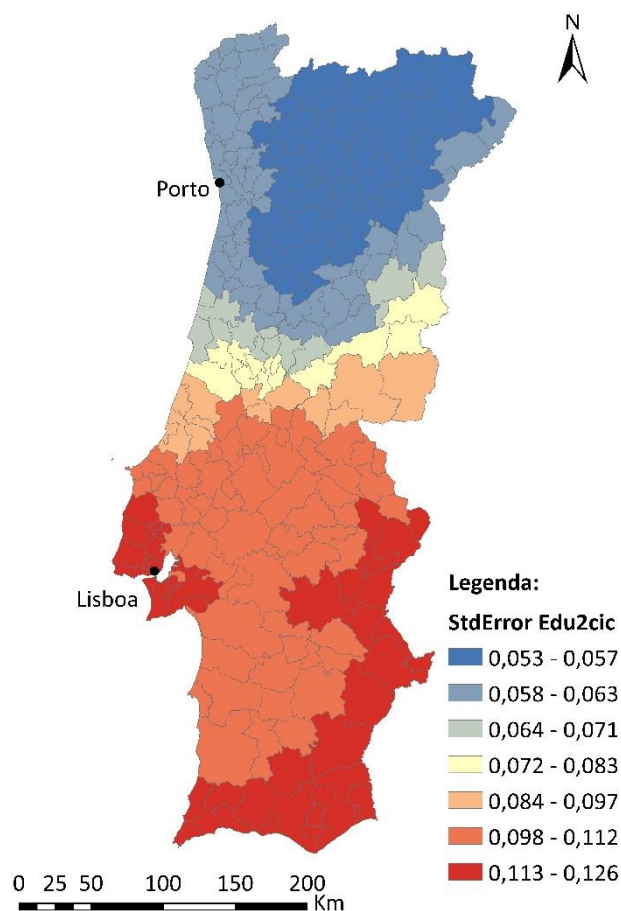 N
Porto
Lisboa
Legenda:
StdError Edu2cic
0,053 - 0,057
0,058 - 0,063
0,064 - 0,071
0,072 - 0,083
0,084 - 0,097
0,098 - 0,112
0,113 - 0,126
0 25 50 100 150 200
Km